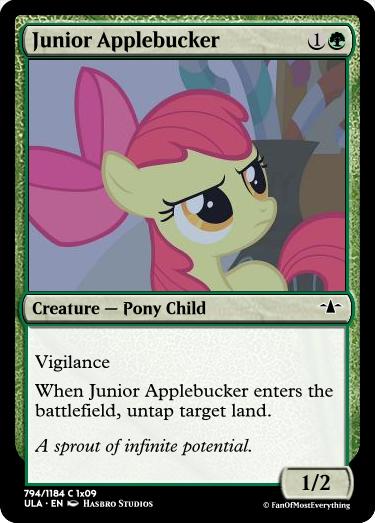 Junior Applebucker 1
Creature — Pony Child
Vigilance
When Junior Applebucker enters the
battlefield, untap target land.
A sprout of infinite potential.
1/2
794/1184 C 1x09
ULA • EN Hasbro Studios
© FanOfMostEverything